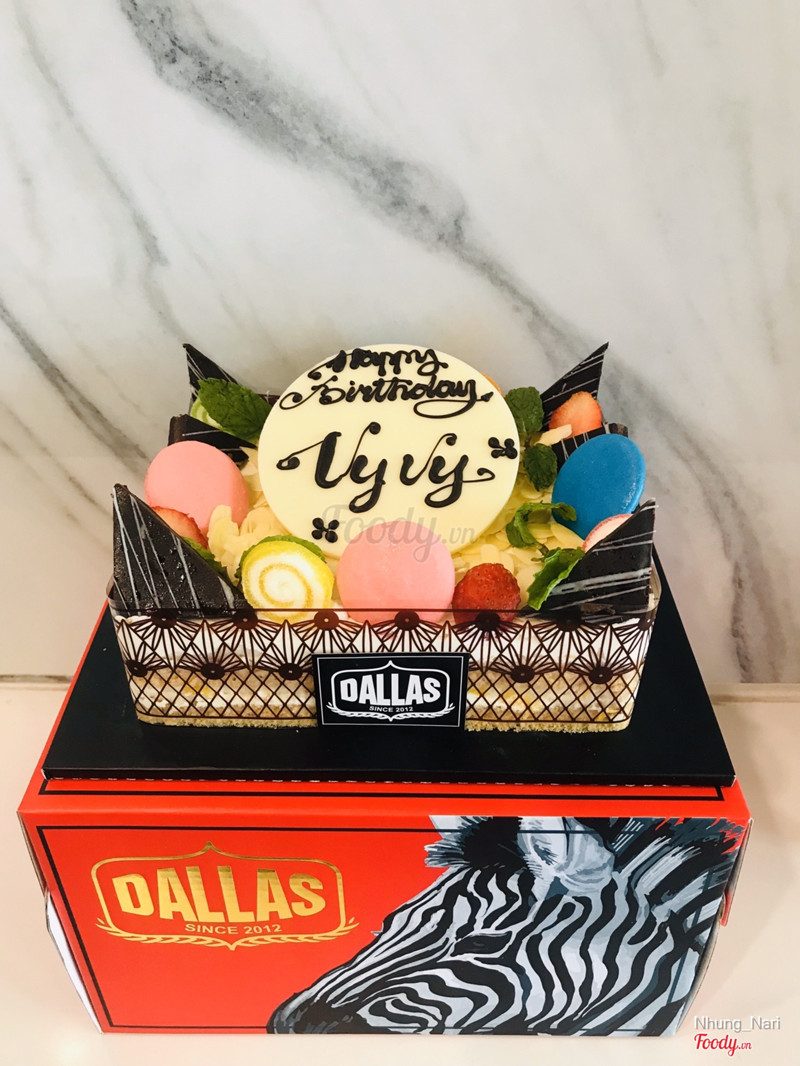 Happy
Birthday
Vy Vy
Foody.vn
DALLAS
SINCE 2012
DALLAS
SINCE 2012
Nhung_Nari
Foody.vn